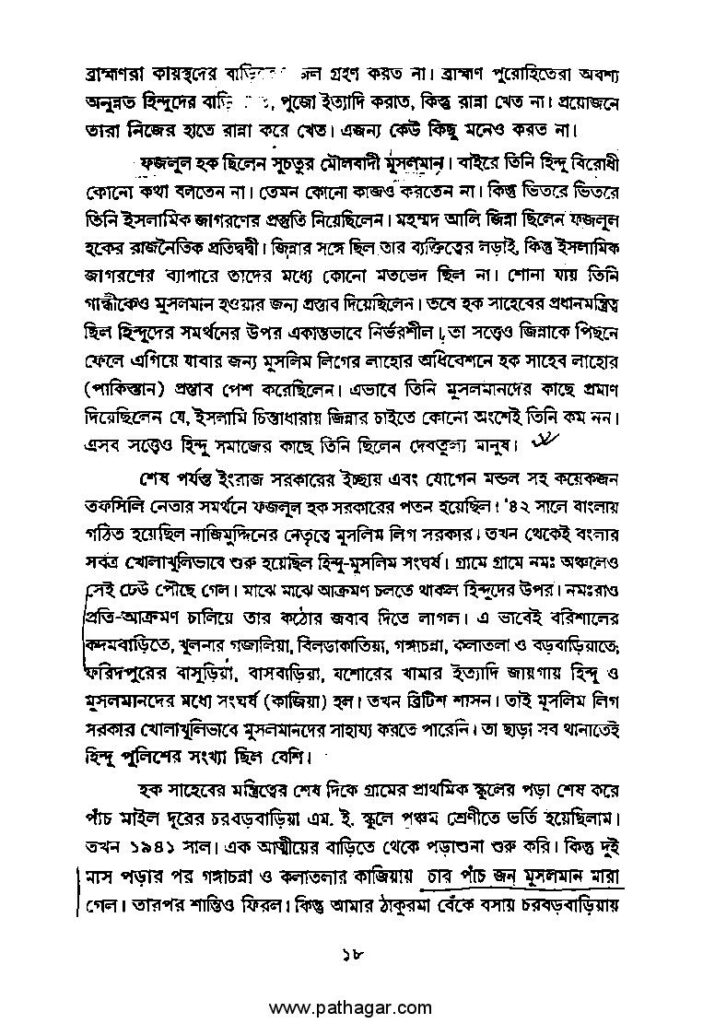 ব্রাহ্মণরা কায়স্থদের জল গ্রহণ করত না। ব্রাহ্মণ পুরোহিতেরা অবশ্য
অনুন্নত হিন্দুদের পুজো ইত্যাদি করাত, কিন্তু রান্না খেত না। প্রয়োজনে
তারা নিজের হাতে রান্না করে খেত। এজন্য কেউ কিছু মনেও করত না।
ফজলুল হক ছিলেন সুচতুর মৌলবাদী মুসলমান। বাইরে তিনি হিন্দু বিরোধী
কোনো কথা বলতেন না। তেমন কোনো কাজও করতেন না। কিন্তু ভিতরে ভিতরে
তিনি ইসলামিক জাগরণের প্রস্তুতি নিয়েছিলেন। মহম্মদ আলি জিন্না ছিলেন ফজলুল
হকের রাজনৈতিক প্রতিদ্বন্দ্বী। জিন্নার সঙ্গে ছিল তার ব্যক্তিত্বের লড়াই, কিন্তু ইসলামিক
জাগরণের ব্যাপারে তাদের মধ্যে কোনো মতভেদ ছিল না। শোনা যায় তিনি
গান্ধীকেও মুসলমান হওয়ার জন্য প্রস্তাব দিয়েছিলেন। তবে হক সাহেবের প্রধানমন্ত্রিত্ব
ছিল হিন্দুদের সমর্থনের উপর একান্তভাবে নির্ভরশীল। তা সত্ত্বেও জিন্নাকে পিছনে
ফেলে এগিয়ে যাবার জন্য মুসলিম লিগের লাহোর অধিবেশনে হক সাহেব লাহোর
(পাকিস্তান) প্রস্তাব পেশ করেছিলেন। এভাবে তিনি মুসলমানদের কাছে প্রমাণ
দিয়েছিলেন যে, ইসলামি চিন্তাধারায় জিন্নার চাইতে কোনো অংশেই তিনি কম নন।
এসব সত্ত্বেও হিন্দু সমাজের কাছে তিনি ছিলেন দেবতুল্য মানুষ।
শেষ পর্যন্ত ইংরাজ সরকারের ইচ্ছায় এবং যোগেন মন্ডল সহ কয়েকজন
তফসিলি নেতার সমর্থনে ফজলুল হক সরকারের পতন হয়েছিল। '৪২ সালে বাংলায়
গঠিত হয়েছিল নাজিমুদ্দিনের নেতৃত্বে মুসলিম লিগ সরকার। তখন থেকেই বংলার
সর্বত্র খোলাখুলিভাবে শুরু হয়েছিল হিন্দু-মুসলিম সংঘর্ষ। গ্রামে গ্রামে নমঃ অঞ্চলেও
সেই ঢেউ পৌছে গেল। মাঝে মাঝে আক্রমণ চলতে থাকল হিন্দুদের উপর। নমঃরাও
প্রতি-আক্রমণ চালিয়ে তার কঠোর জবাব দিতে লাগল। এ ভাবেই বরিশালের
কদমবাড়িতে, খুলনার গজালিয়া, বিলডাকাতিয়া, গঙ্গাচন্না, কলাতলা ও বড়বাড়িয়াতে;
ফরিদপুরের বাসুড়িয়া, বাসবাড়িয়া, যশোরের খামার ইত্যাদি জায়গায় হিন্দু ও
মুসলমানদের মধ্যে সংঘর্ষ (কাজিয়া) হল। তখন ব্রিটিশ শাসন। তাই মুসলিম লিগ
সরকার খোলাখুলিভাবে মুসলমানদের সাহায্য করতে পারেনি। তা ছাড়া সব থানাতেই
হিন্দু পুলিশের সংখ্যা ছিল বেশি।
হক সাহেবের মন্ত্রিত্বের শেষ দিকে গ্রামের প্রাথমিক স্কুলের পড়া শেষ করে
পাঁচ মাইল দূরের চরবড়বাড়িয়া এম. ই. স্কুলে পঞ্চম শ্রেণীতে ভর্তি হয়েছিলাম।
তখন ১৯৪১ সাল। এক আত্মীয়ের বাড়িতে থেকে পড়াশুনা শুরু করি। কিন্তু দুই
মাস পড়ার পর গঙ্গাচন্না ও কলাতলার কাজিয়ায় চার পাঁচ জন মুসলমান মারা
গেল। তারপর শান্তিও ফিরল। কিন্তু আমার ঠাকুরমা বেঁকে বসায় চরবড়বাড়িয়ায়
১৮
www.pathagar.com